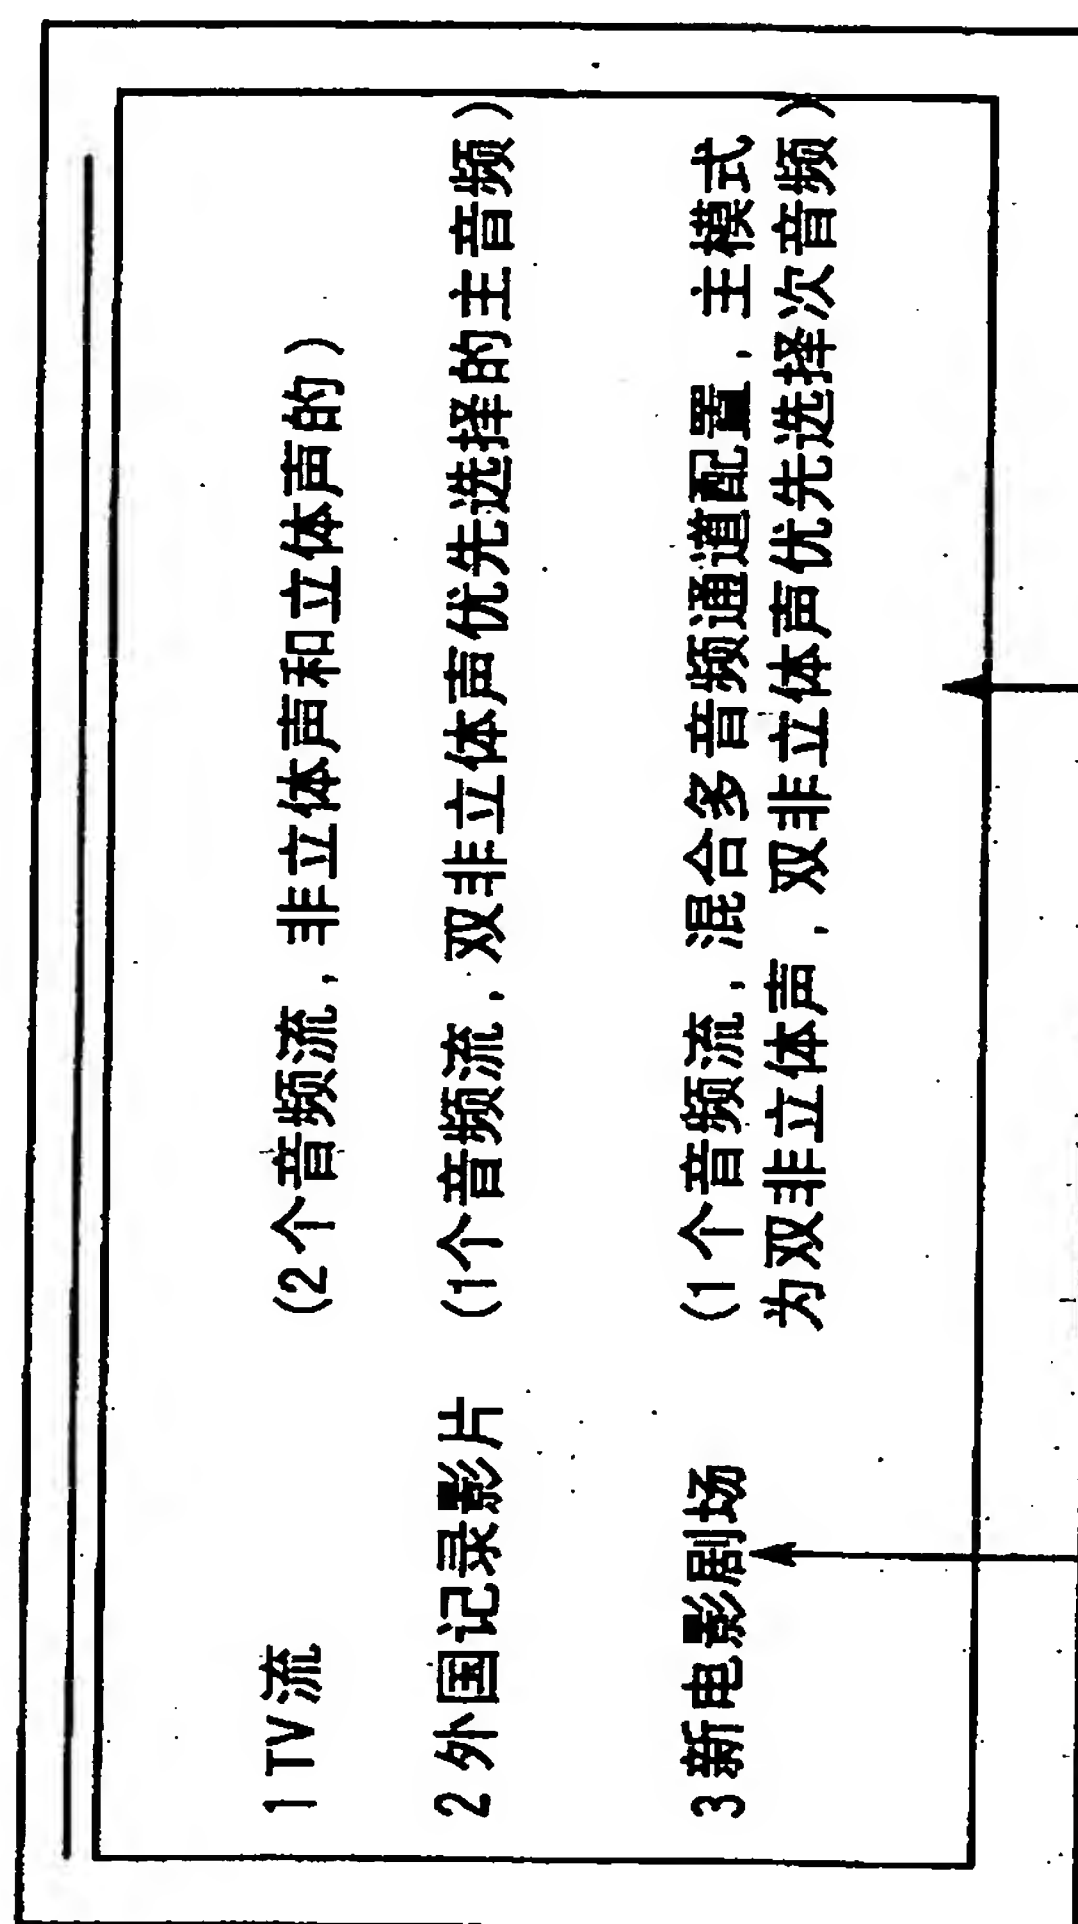 1 TV流 (2个音频流，非立体声和立体声的)
2 外国记录影片 (1个音频流，双非立体声优先选择的主音频)
3 新电影剧场 (1个音频流，混合多音频通道配置，主模式
为双非立体声，双非立体声优先选择次音频)